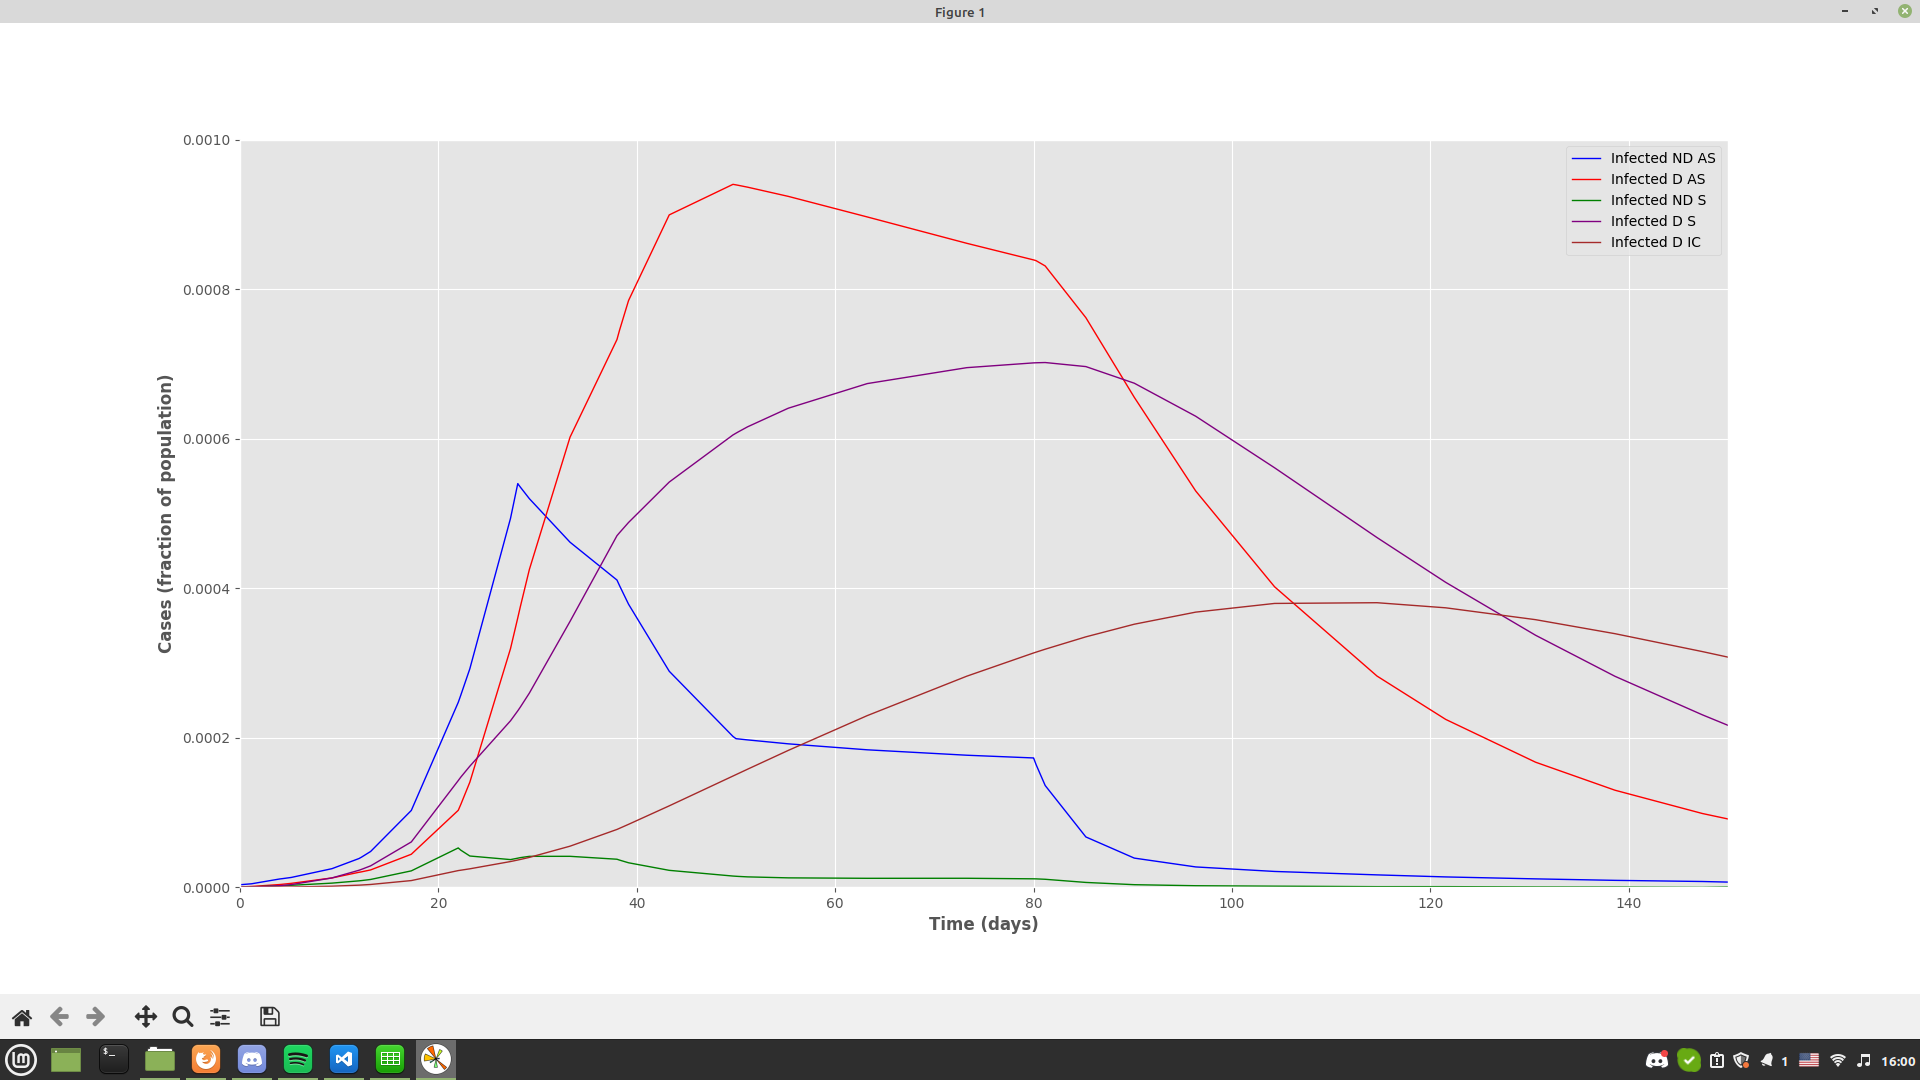 Figure 1
0.0010
0.0008
0.0006
0.0004
0.0002
0.0000
Cases (fraction of population)
Infected ND AS
Infected D AS
Infected ND S
Infected D S
Infected D IC
0 20 40 60 80 100 120 140
Time (days)
$_
1
16:00